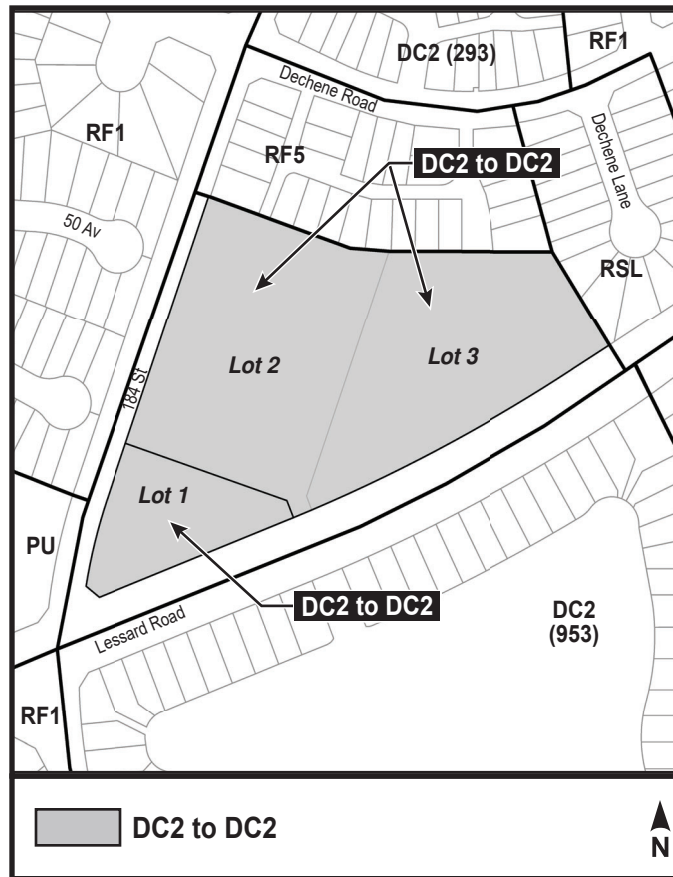 DC2 (293)
RF1
Dechene Road
RF1
RF5
DC2 to DC2
Dechene Lane
50 Av
RSL
Lot 2
Lot 3
184 St
Lot 1
PU
DC2 to DC2
DC2
(953)
Lessard Road
RF1
DC2 to DC2
N